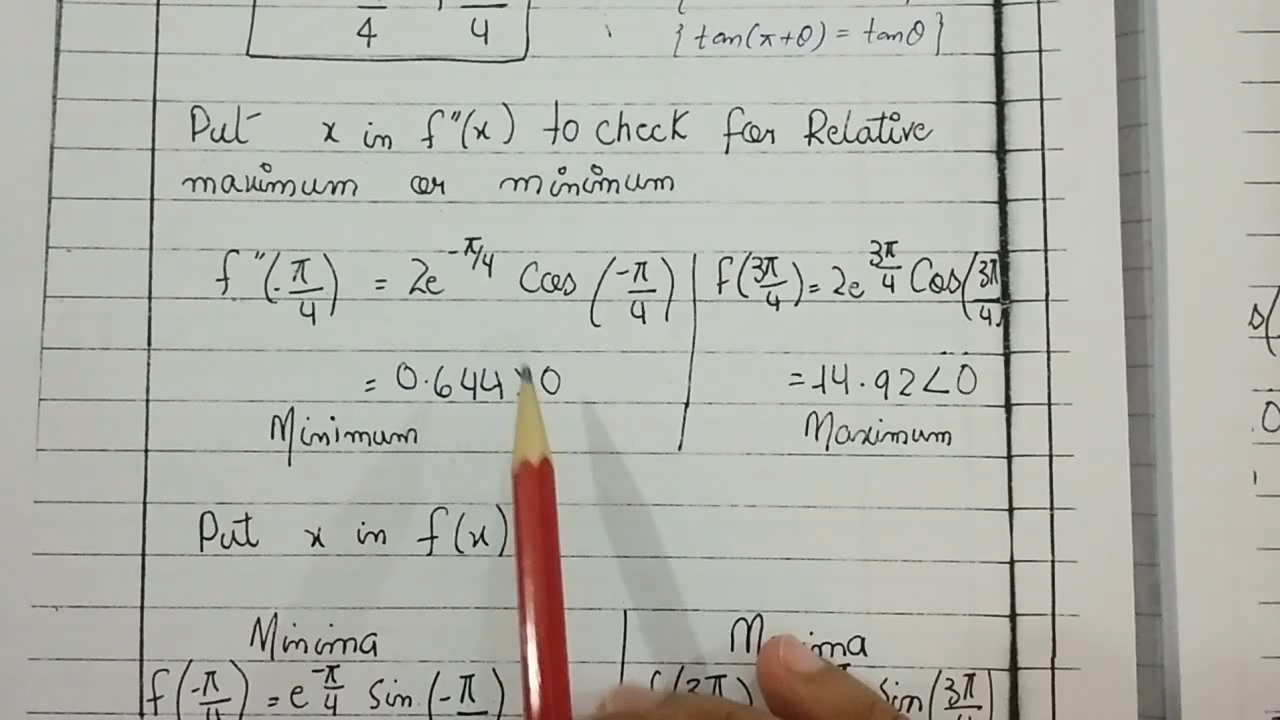 4 4
{ tan(π+θ) = tanθ }
Put x in f"(x) to check for Relative
maximum or minimum
f"(-π/4) = 2e^-π/4 Cos(-π/4) | f(3π/4) = 2e^3π/4 Cos(3π/4)
= 0.644 > 0 | = -14.92 < 0
Minimum | Maximum
Put x in f(x)
Minima
f(-π/4) = e^-π/4 Sin(-π | Sin(3π